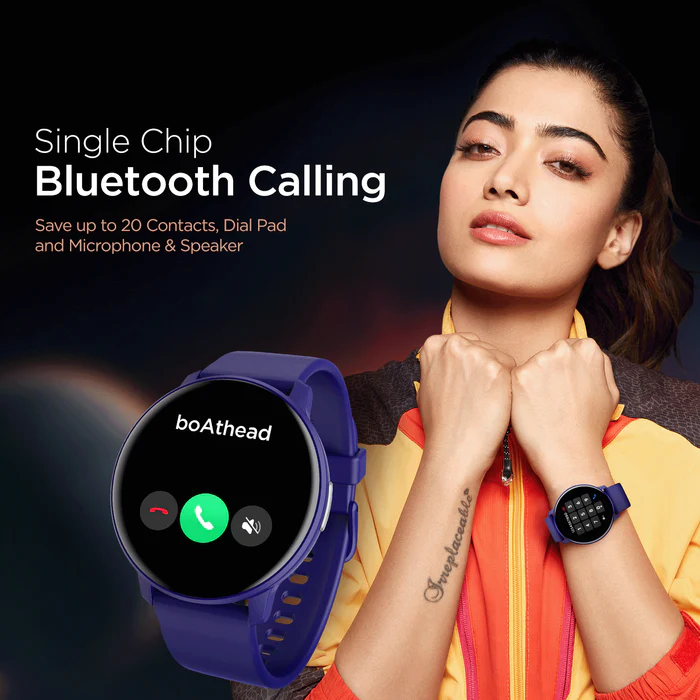 Single Chip
Bluetooth Calling
Save up to 20 Contacts, Dial Pad
and Microphone & Speaker
boAthead
Irreplaceable